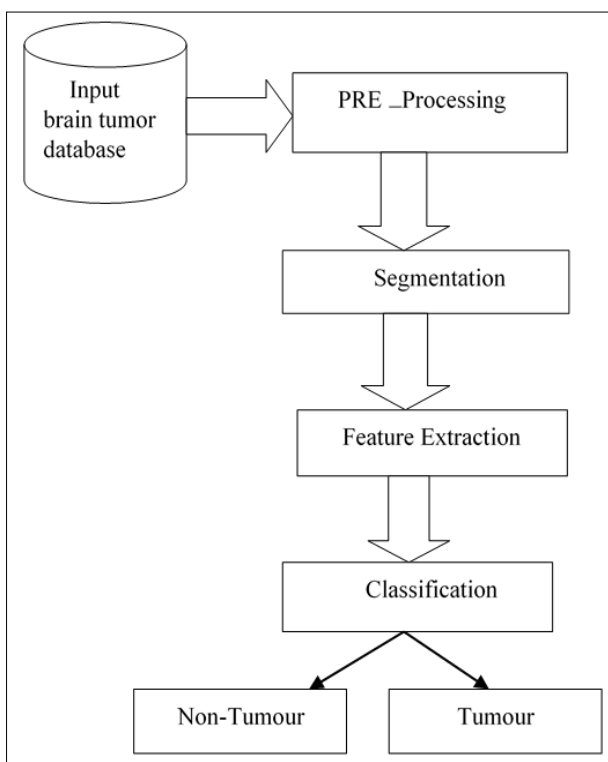 Input
brain tumor
database
PRE _Processing
Segmentation
Feature Extraction
Classification
Non-Tumour
Tumour